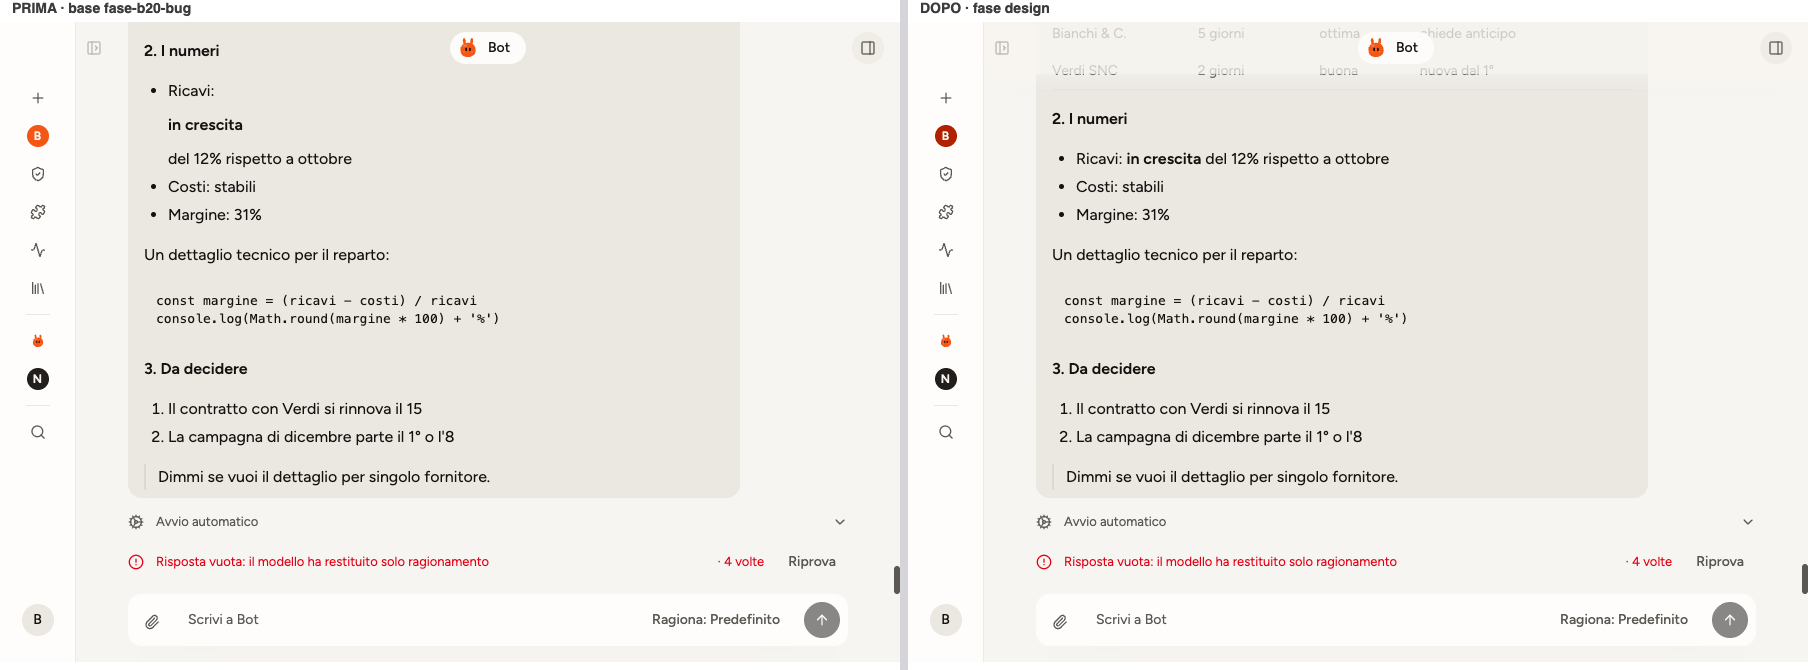 PRIMA · base fase-b20-bug
Bot
2. I numeri
Ricavi:
in crescita
del 12% rispetto a ottobre
Costi: stabili
Margine: 31%
Un dettaglio tecnico per il reparto:
const margine = (ricavi − costi) / ricavi
console.log(Math.round(margine * 100) + '%')
3. Da decidere
1. Il contratto con Verdi si rinnova il 15
2. La campagna di dicembre parte il 1° o l'8
Dimmi se vuoi il dettaglio per singolo fornitore.
Avvio automatico
Risposta vuota: il modello ha restituito solo ragionamento · 4 volte Riprova
Scrivi a Bot Ragiona: Predefinito
B
N
B
DOPO · fase design
Bot
Bianchi & C. 5 giorni ottima chiede anticipo
Verdi SNC 2 giorni buona nuova dal 1°
2. I numeri
Ricavi: in crescita del 12% rispetto a ottobre
Costi: stabili
Margine: 31%
Un dettaglio tecnico per il reparto:
const margine = (ricavi − costi) / ricavi
console.log(Math.round(margine * 100) + '%')
3. Da decidere
1. Il contratto con Verdi si rinnova il 15
2. La campagna di dicembre parte il 1° o l'8
Dimmi se vuoi il dettaglio per singolo fornitore.
Avvio automatico
Risposta vuota: il modello ha restituito solo ragionamento · 4 volte Riprova
Scrivi a Bot Ragiona: Predefinito
B
N
B